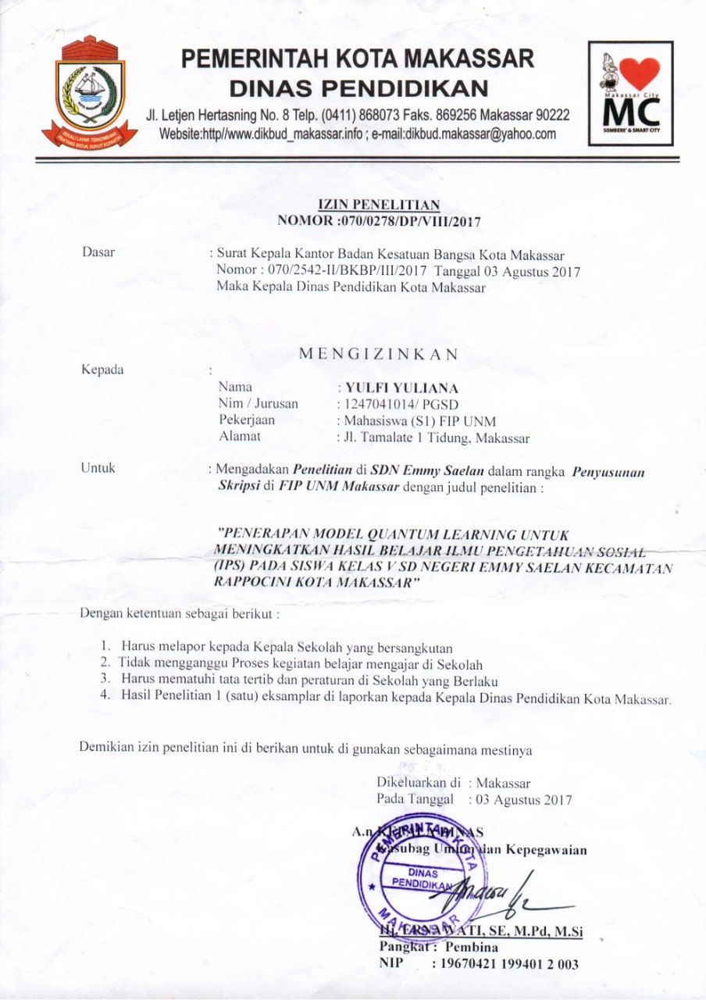 PEMERINTAH KOTA MAKASSAR
DINAS PENDIDIKAN
Jl. Letjen Hertasning No. 8 Telp. (0411) 868073 Faks. 869256 Makassar 90222
Website:http//www.dikbud_makassar.info ; e-mail:dikbud.makassar@yahoo.com
KOTA MAKASSAR
SEKALI LAYAR TERKEMBANG
PANTANG BIDUK SURUT KEPANTAI
Makassar City
MC
SOMBERE' & SMART CITY
IZIN PENELITIAN
NOMOR :070/0278/DP/VIII/2017
Dasar : Surat Kepala Kantor Badan Kesatuan Bangsa Kota Makassar
Nomor : 070/2542-II/BKBP/III/2017 Tanggal 03 Agustus 2017
Maka Kepala Dinas Pendidikan Kota Makassar
M E N G I Z I N K A N
Kepada :
Nama : YULFI YULIANA
Nim / Jurusan : 1247041014/ PGSD
Pekerjaan : Mahasiswa (S1) FIP UNM
Alamat : Jl. Tamalate 1 Tidung, Makassar
Untuk : Mengadakan Penelitian di SDN Emmy Saelan dalam rangka Penyusunan
Skripsi di FIP UNM Makassar dengan judul penelitian :
"PENERAPAN MODEL QUANTUM LEARNING UNTUK
MENINGKATKAN HASIL BELAJAR ILMU PENGETAHUAN SOSIAL
(IPS) PADA SISWA KELAS V SD NEGERI EMMY SAELAN KECAMATAN
RAPPOCINI KOTA MAKASSAR"
Dengan ketentuan sebagai berikut :
1. Harus melapor kepada Kepala Sekolah yang bersangkutan
2. Tidak mengganggu Proses kegiatan belajar mengajar di Sekolah
3. Harus mematuhi tata tertib dan peraturan di Sekolah yang Berlaku
4. Hasil Penelitian 1 (satu) eksamplar di laporkan kepada Kepala Dinas Pendidikan Kota Makassar.
Demikian izin penelitian ini di berikan untuk di gunakan sebagaimana mestinya
Dikeluarkan di : Makassar
Pada Tanggal : 03 Agustus 2017
A.n KEPALA DINAS
Kasubag Umum dan Kepegawaian
PEMERINTAH KOTA
DINAS
PENDIDIKAN
MAKASSAR
Hj. ERNAWATI, SE, M.Pd, M.Si
Pangkat : Pembina
NIP : 19670421 199401 2 003